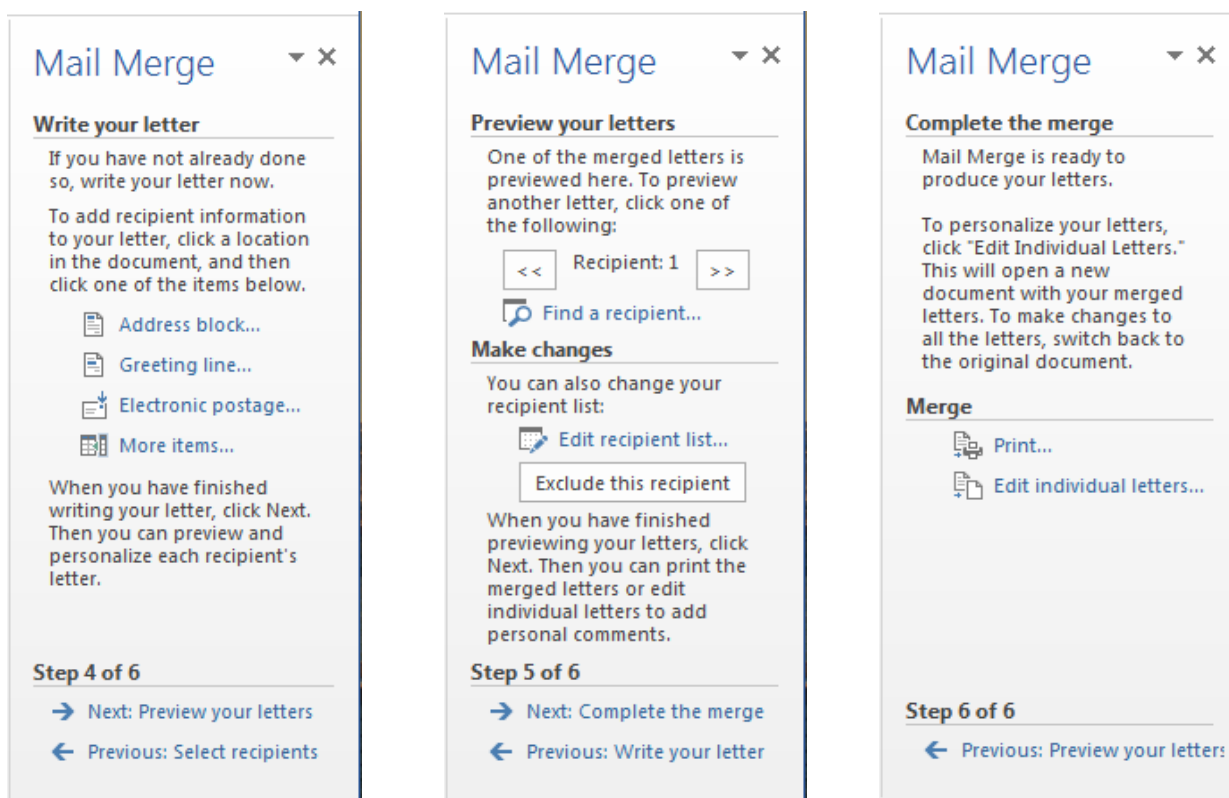 Mail Merge
Write your letter
If you have not already done
so, write your letter now.
To add recipient information
to your letter, click a location
in the document, and then
click one of the items below.
Address block...
Greeting line...
Electronic postage...
More items...
When you have finished
writing your letter, click Next.
Then you can preview and
personalize each recipient's
letter.
Step 4 of 6
Next: Preview your letters
Previous: Select recipients
Mail Merge
Preview your letters
One of the merged letters is
previewed here. To preview
another letter, click one of
the following:
<< Recipient: 1 >>
Find a recipient...
Make changes
You can also change your
recipient list:
Edit recipient list...
Exclude this recipient
When you have finished
previewing your letters, click
Next. Then you can print the
merged letters or edit
individual letters to add
personal comments.
Step 5 of 6
Next: Complete the merge
Previous: Write your letter
Mail Merge
Complete the merge
Mail Merge is ready to
produce your letters.
To personalize your letters,
click "Edit Individual Letters."
This will open a new
document with your merged
letters. To make changes to
all the letters, switch back to
the original document.
Merge
Print...
Edit individual letters...
Step 6 of 6
Previous: Preview your letters